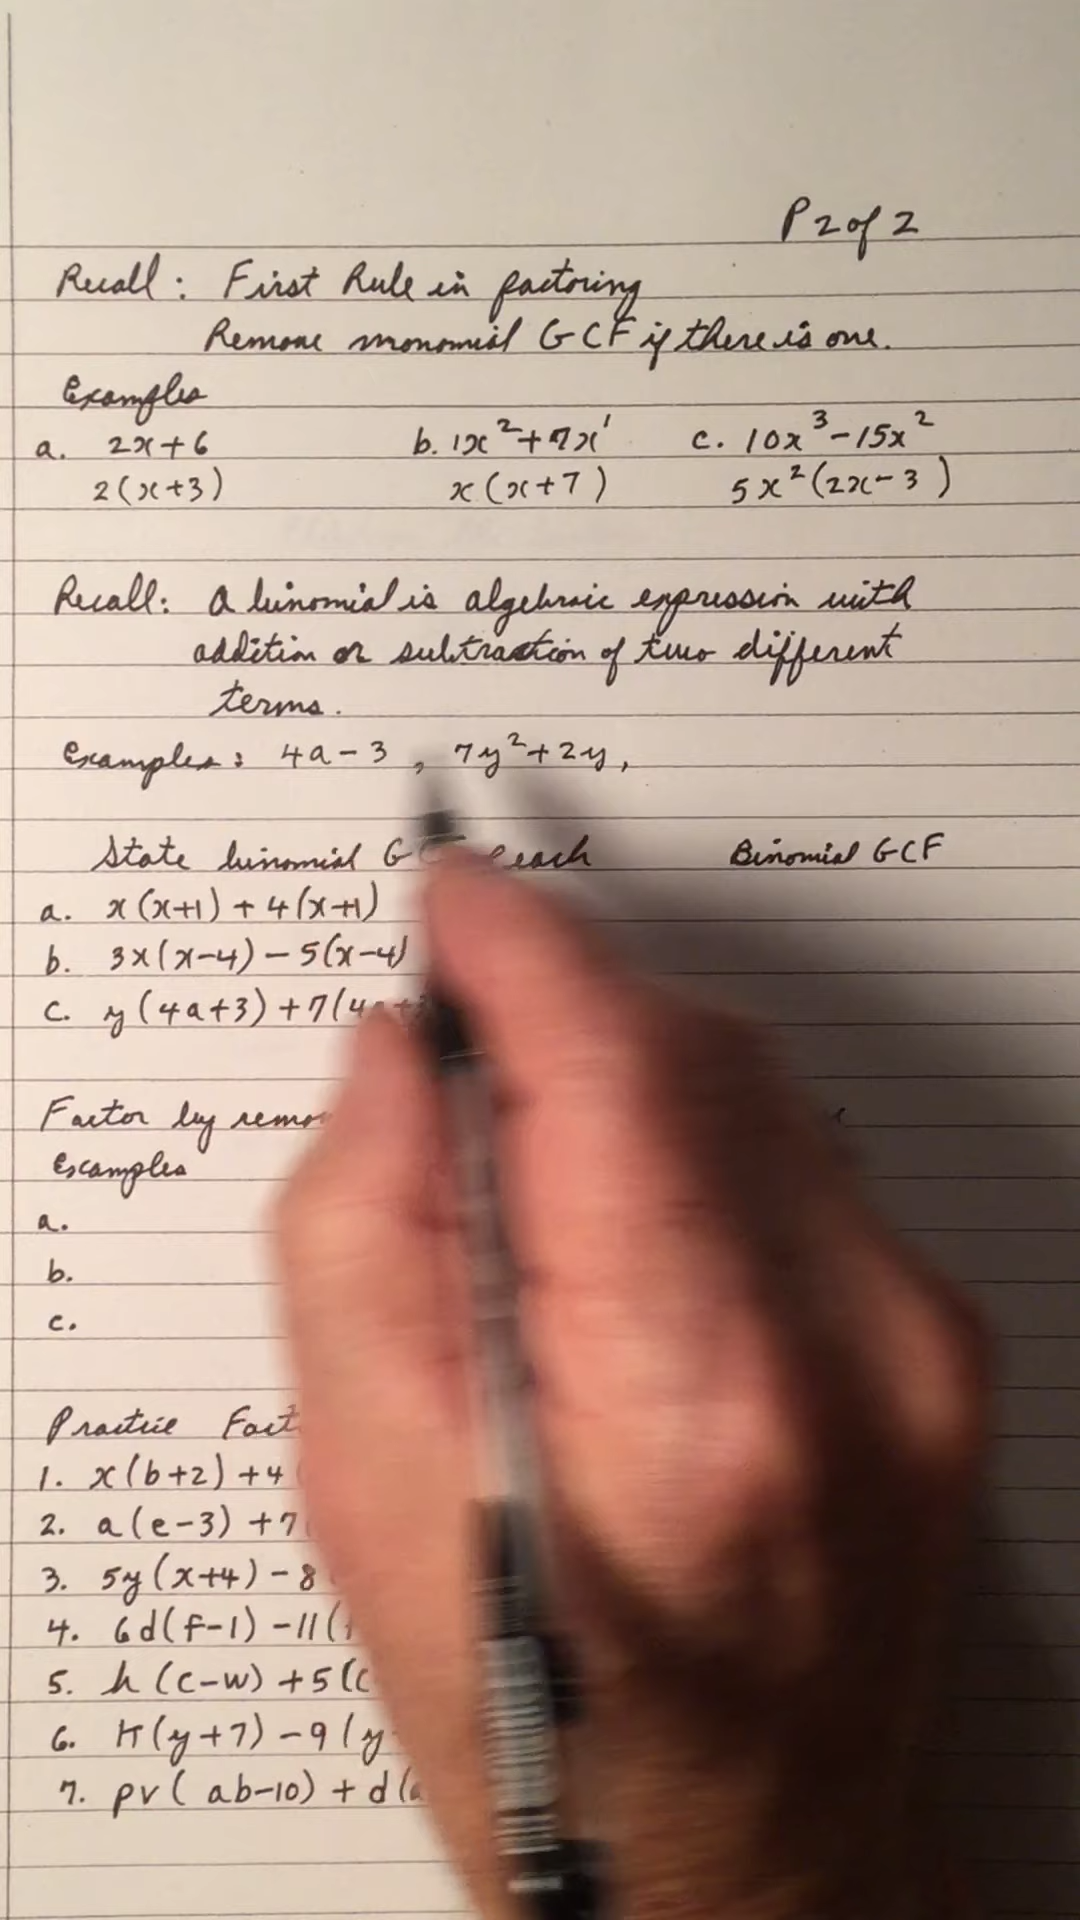 P 2 of 2
Recall: First Rule in factoring
Remove monomial GCF if there is one.
Examples
a. 2x+6 b. 1x²+7x¹ c. 10x³-15x²
2(x+3) x(x+7) 5x²(2x-3)
Recall: A binomial is algebraic expression with
addition or subtraction of two different
terms.
Examples: 4a-3, 7y²+2y,
State binomial each Binomial GCF
a. x(x+1)+4(x+1)
b. 3x(x-4)-5(x-4)
c. y(4a+3)+7(4
Factor by
Examples
a.
b.
c.
Practice
1. x(b+2)+4
2. a(e-3)+7
3. 5y(x+4)-8
4. 6d(f-1)-11(
5. h(c-w)+5(c
6. (y+7)-9(y
7. pv(ab-10)+d(